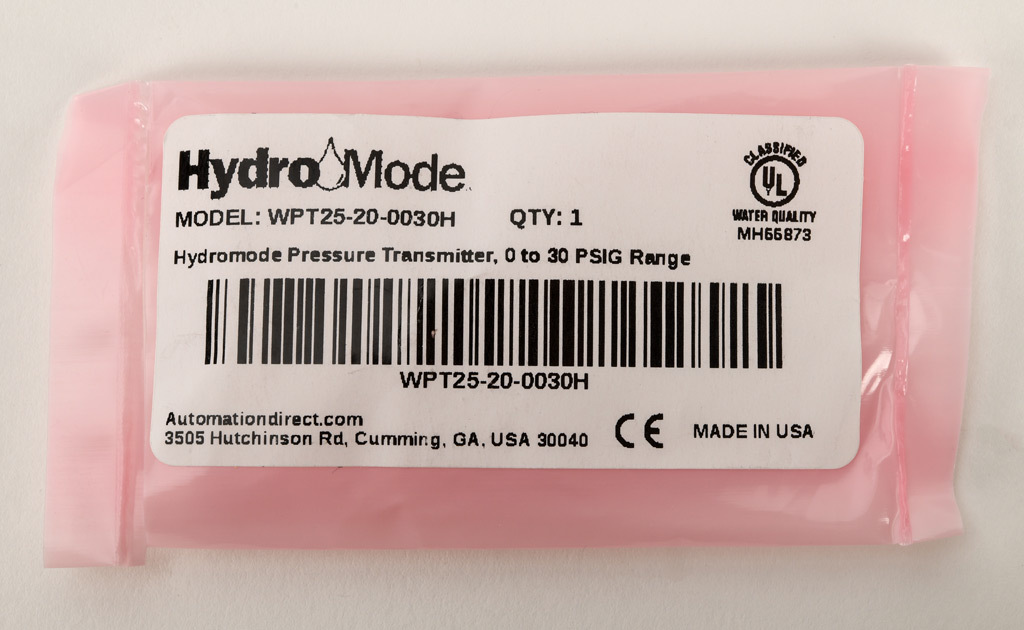 HydroMode
CLASSIFIED
UL
WATER QUALITY
MH66873
MODEL: WPT25-20-0030H QTY: 1
Hydromode Pressure Transmitter, 0 to 30 PSIG Range
WPT25-20-0030H
Automationdirect.com
3505 Hutchinson Rd, Cumming, GA, USA 30040
CE
MADE IN USA